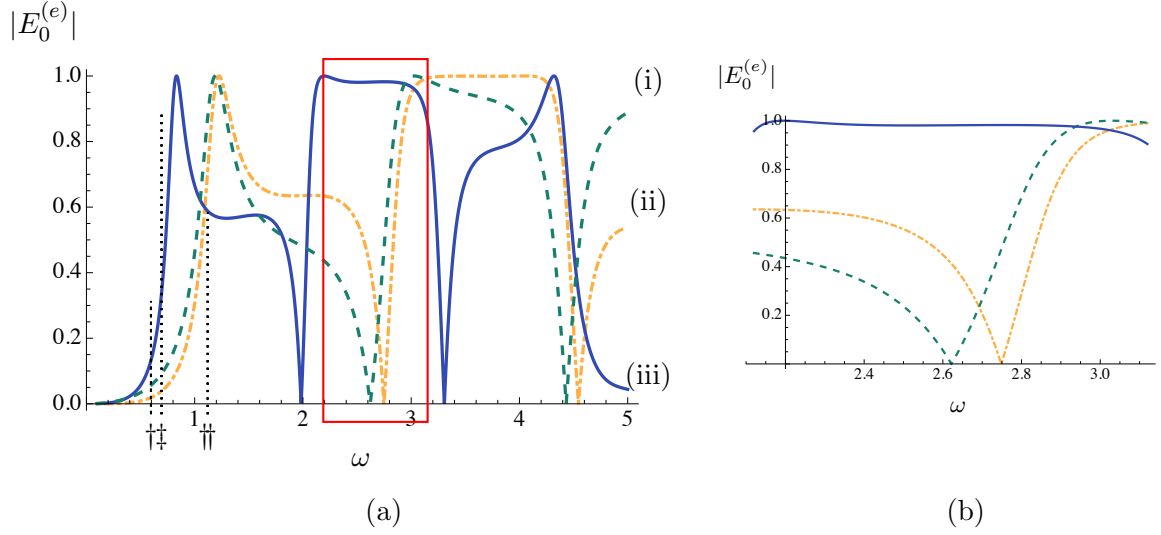 |E_0^{(e)}|
1.0
0.8
0.6
0.4
0.2
0.0
1
2
3
4
5
†‡
††
ω
(i)
(ii)
(iii)
(a)
|E_0^{(e)}|
1.0
0.8
0.6
0.4
0.2
2.4
2.6
2.8
3.0
ω
(b)